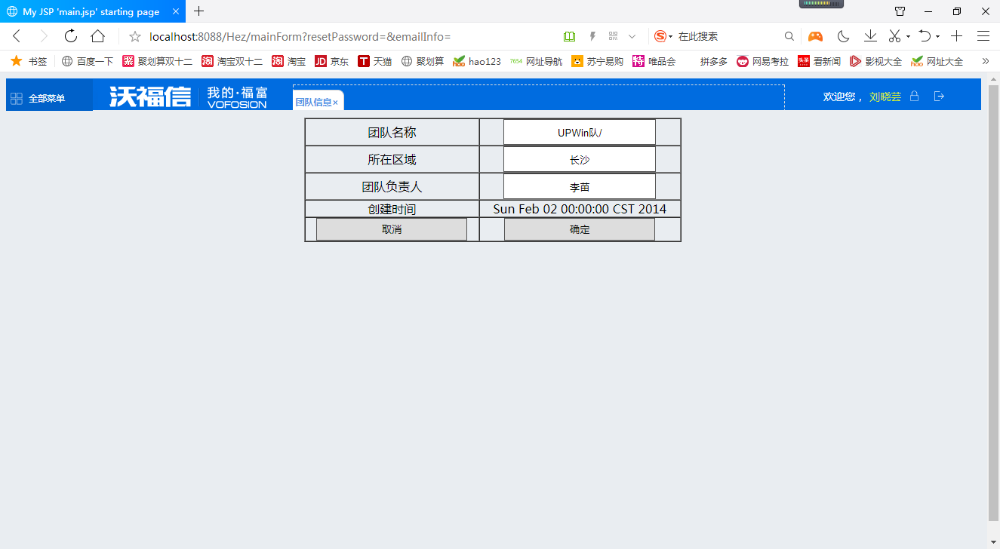 My JSP 'main.jsp' starting page
localhost:8088/Hez/mainForm?resetPassword=&emailInfo=
在此搜索
书签 百度一下 聚划算双十二 淘宝双十二 淘宝 京东 天猫 聚划算 hao123 网址导航 苏宁易购 唯品会 拼多多 网易考拉 看新闻 影视大全 网址大全
全部菜单 沃福信 我的·福富 VOFOSION 团队信息× 欢迎您， 刘晓芸
团队名称 UPWin队/
所在区域 长沙
团队负责人 李苗
创建时间 Sun Feb 02 00:00:00 CST 2014
取消 确定